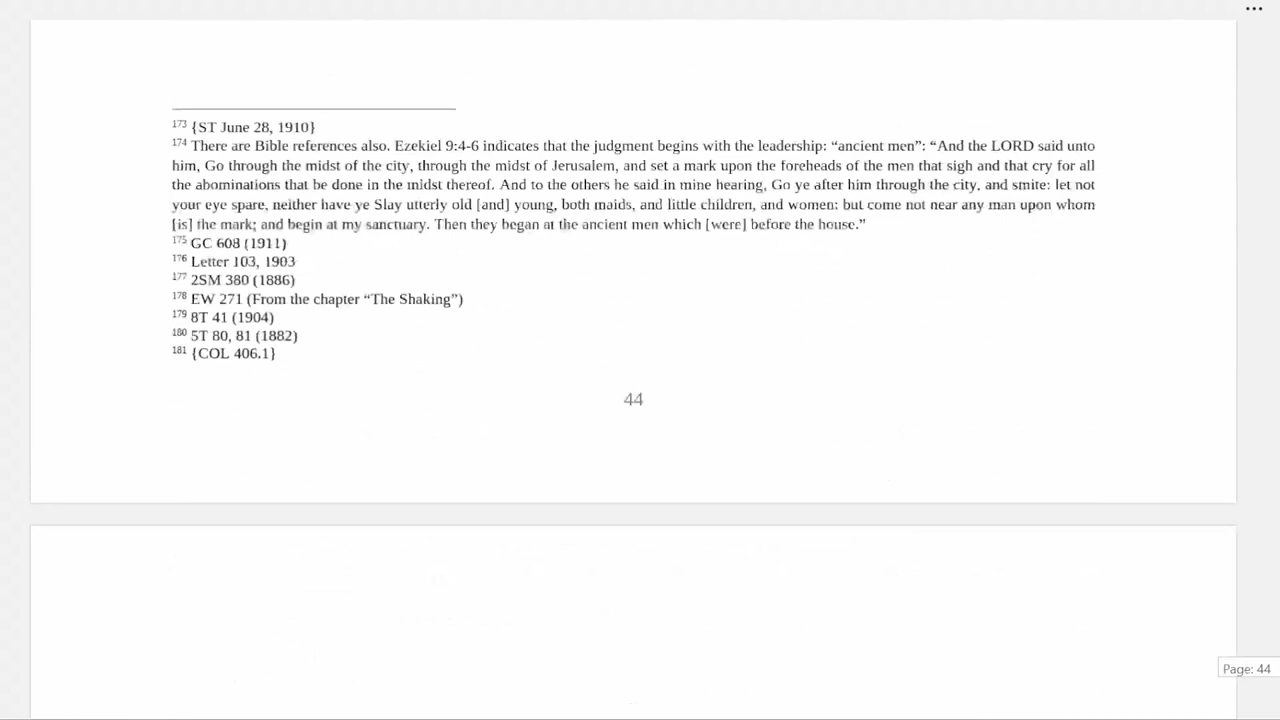 ...
173 {ST June 28, 1910}
174 There are Bible references also. Ezekiel 9:4-6 indicates that the judgment begins with the leadership: “ancient men”: “And the LORD said unto
him, Go through the midst of the city, through the midst of Jerusalem, and set a mark upon the foreheads of the men that sigh and that cry for all
the abominations that be done in the midst thereof. And to the others he said in mine hearing, Go ye after him through the city, and smite: let not
your eye spare, neither have ye Slay utterly old [and] young, both maids, and little children, and women: but come not near any man upon whom
[is] the mark; and begin at my sanctuary. Then they began at the ancient men which [were] before the house.”
175 GC 608 (1911)
176 Letter 103, 1903
177 2SM 380 (1886)
178 EW 271 (From the chapter “The Shaking”)
179 8T 41 (1904)
180 5T 80, 81 (1882)
181 {COL 406.1}
44
Page: 44